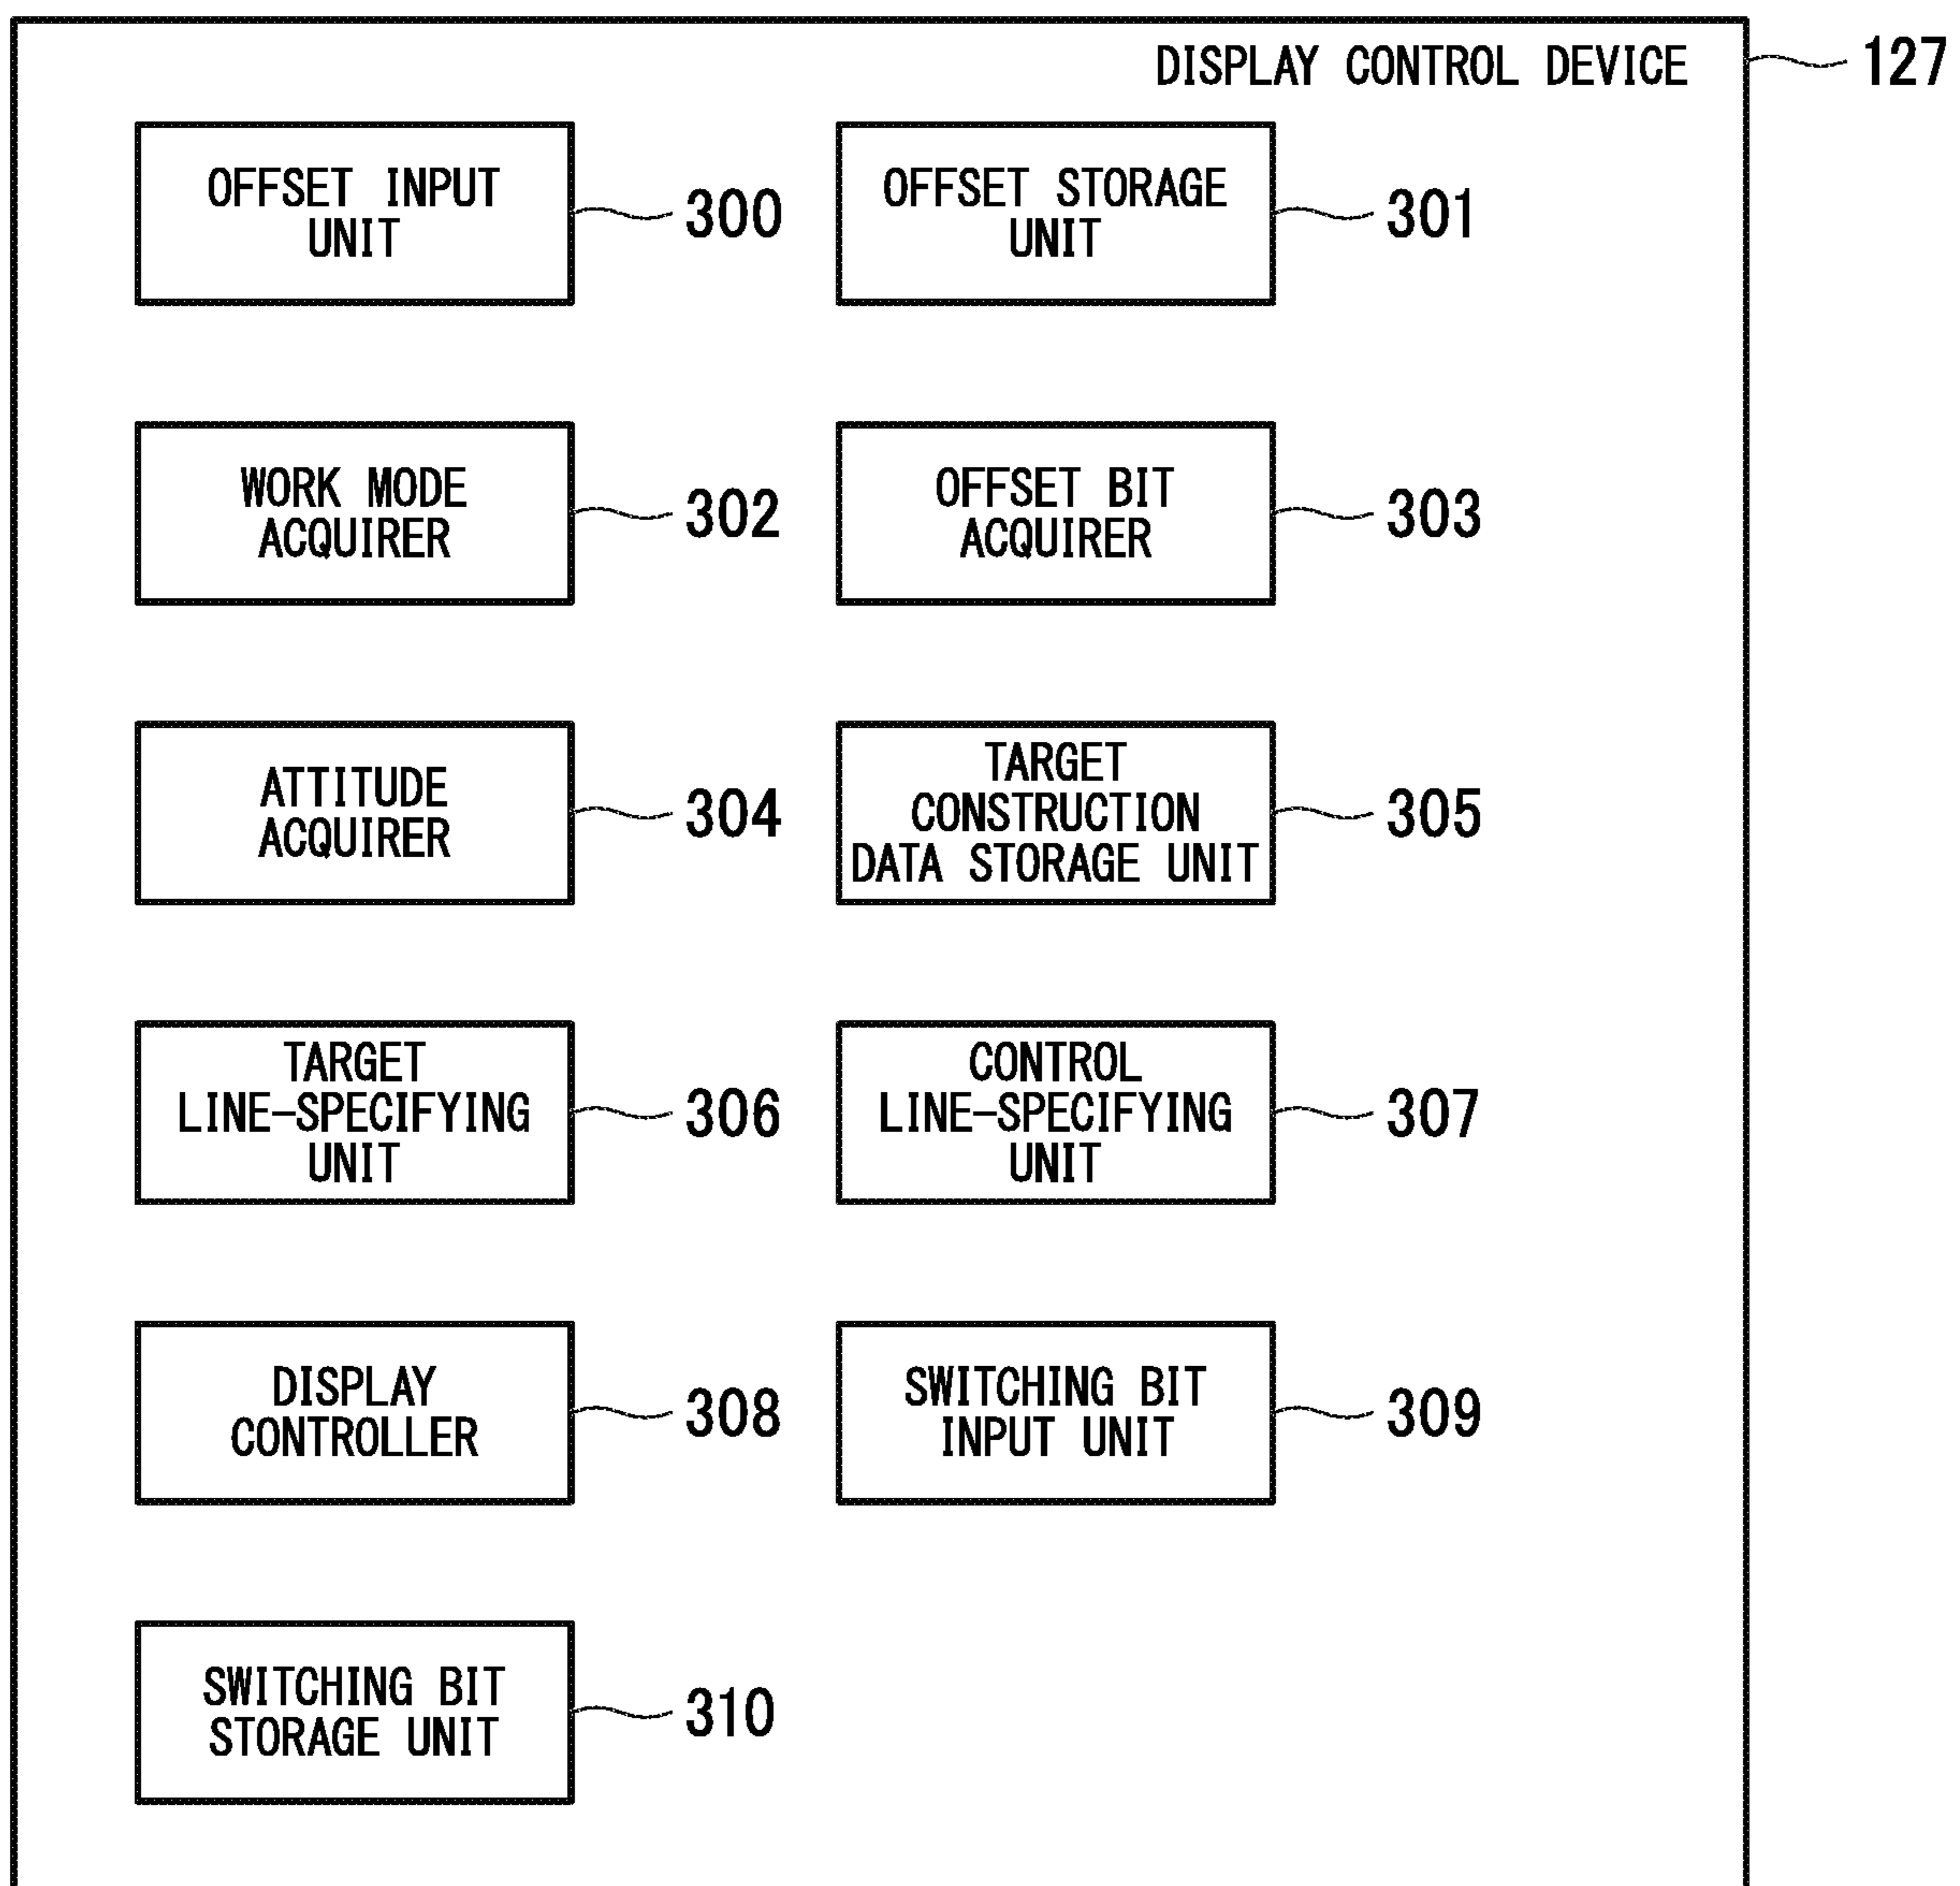 DISPLAY CONTROL DEVICE
127
OFFSET INPUT
UNIT
300
OFFSET STORAGE
UNIT
301
WORK MODE
ACQUIRER
302
OFFSET BIT
ACQUIRER
303
ATTITUDE
ACQUIRER
304
TARGET
CONSTRUCTION
DATA STORAGE UNIT
305
TARGET
LINE-SPECIFYING
UNIT
306
CONTROL
LINE-SPECIFYING
UNIT
307
DISPLAY
CONTROLLER
308
SWITCHING BIT
INPUT UNIT
309
SWITCHING BIT
STORAGE UNIT
310